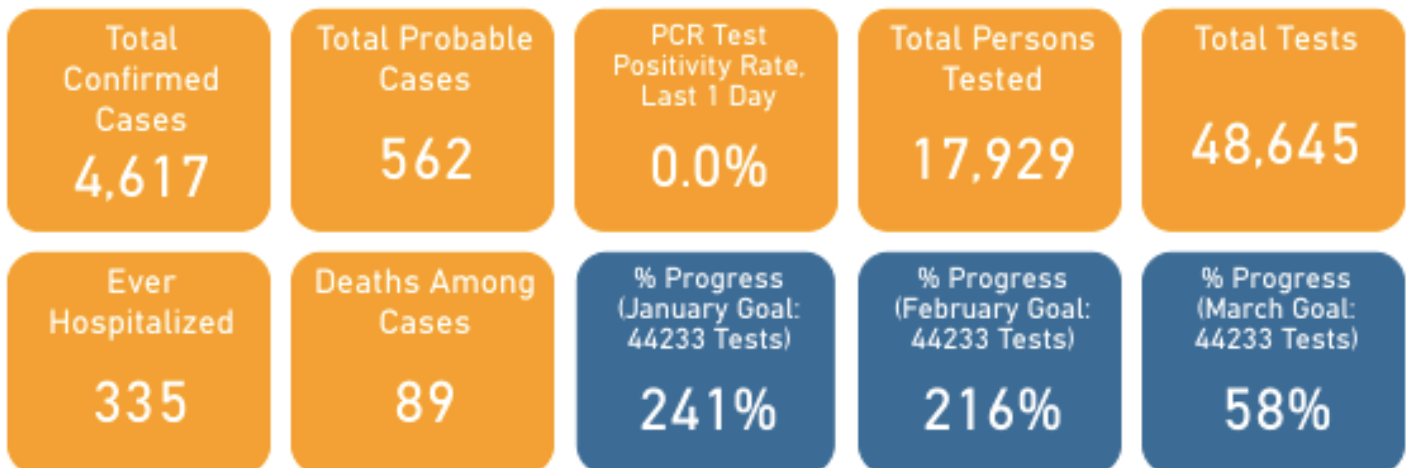 Total
Confirmed
Cases
4,617
Total Probable
Cases
562
PCR Test
Positivity Rate,
Last 1 Day
0.0%
Total Persons
Tested
17,929
Total Tests
48,645
Ever
Hospitalized
335
Deaths Among
Cases
89
% Progress
(January Goal:
44233 Tests)
241%
% Progress
(February Goal:
44233 Tests)
216%
% Progress
(March Goal:
44233 Tests)
58%